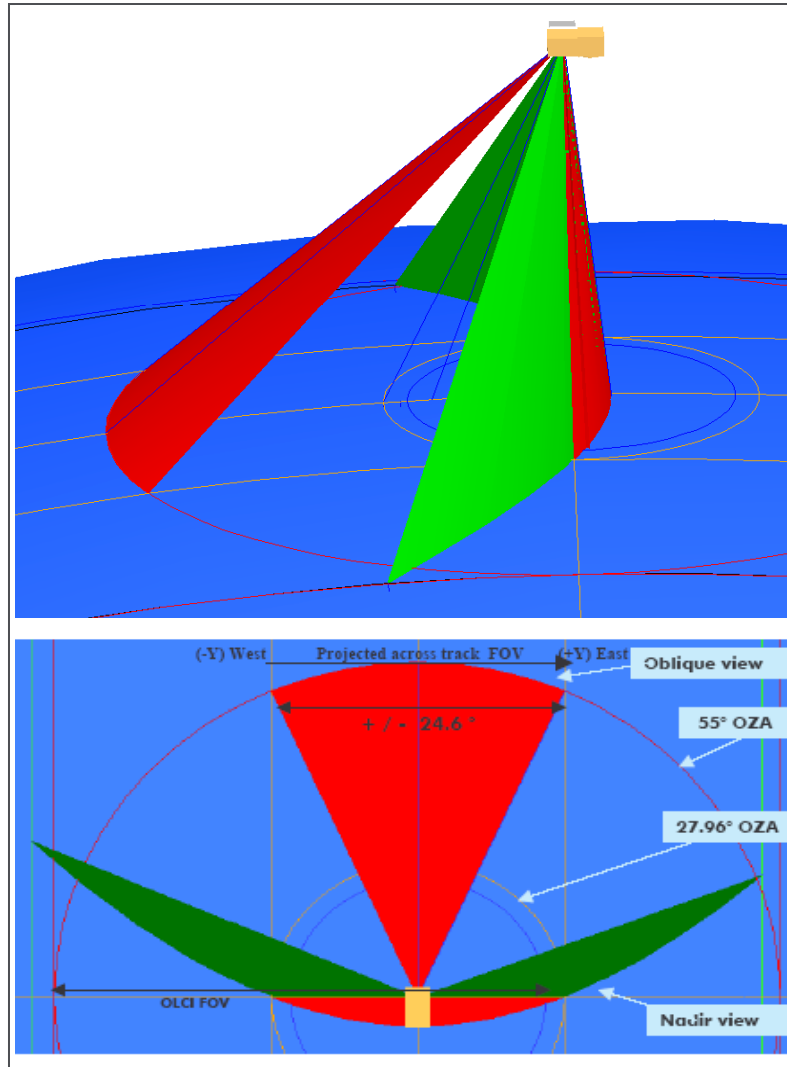 (-Y) West Projected across track FOV (+Y) East
Oblique view
+ / - 24.6 °
55° OZA
27.96° OZA
OLCI FOV
Nadir view